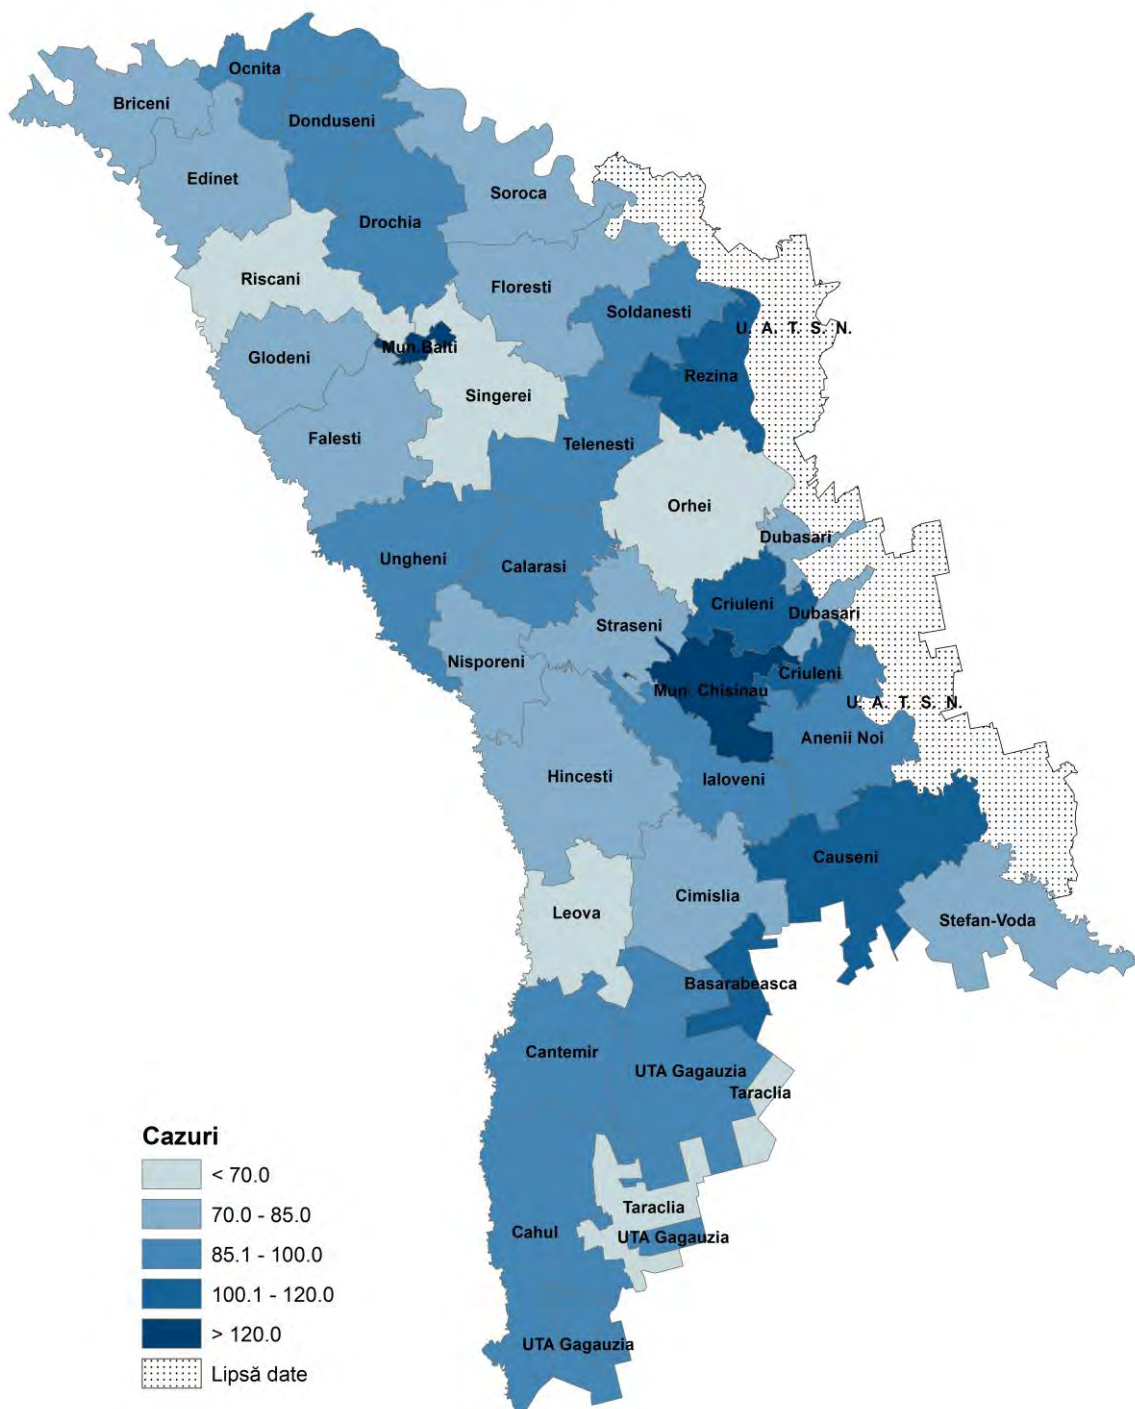 Ocnita
Briceni
Donduseni
Edinet
Soroca
Drochia
Riscani
Floresti
Soldanesti
U. A. T. S. N.
Mun.Balti
Glodeni
Rezina
Singerei
Falesti
Telenesti
Orhei
Dubasari
Ungheni
Calarasi
Criuleni
Dubasari
Straseni
Nisporeni
Criuleni
Mun. Chisinau
U. A. T. S. N.
Anenii Noi
Hincesti
Ialoveni
Causeni
Cimislia
Leova
Stefan-Voda
Basarabeasca
Cantemir
UTA Gagauzia
Taraclia
Taraclia
Cahul
UTA Gagauzia
UTA Gagauzia
Cazuri
< 70.0
70.0 - 85.0
85.1 - 100.0
100.1 - 120.0
> 120.0
Lipsă date